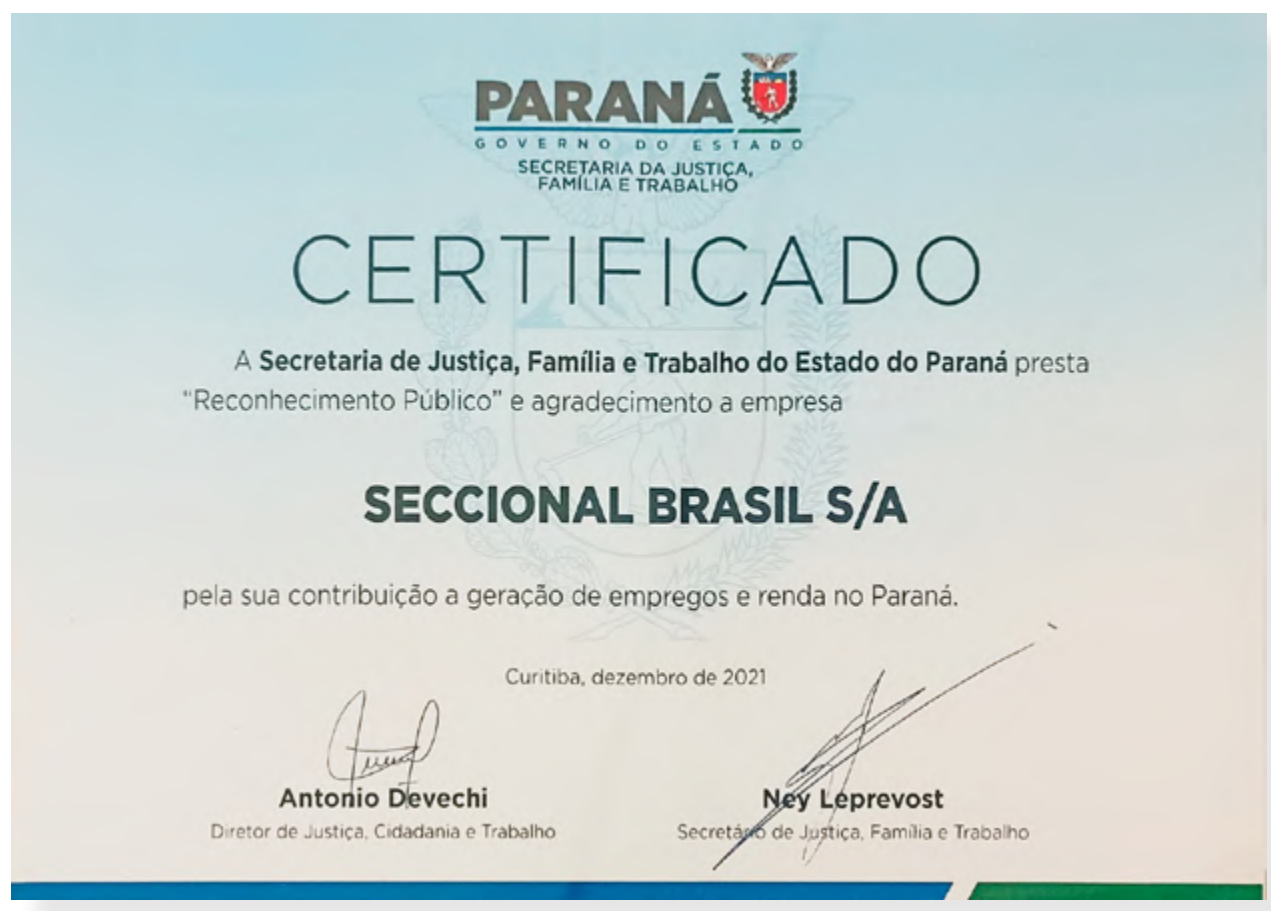 PARANÁ
GOVERNO DO ESTADO
SECRETARIA DA JUSTIÇA,
FAMÍLIA E TRABALHO
CERTIFICADO
A Secretaria de Justiça, Família e Trabalho do Estado do Paraná presta
“Reconhecimento Público” e agradecimento a empresa
SECCIONAL BRASIL S/A
pela sua contribuição a geração de empregos e renda no Paraná.
Curitiba, dezembro de 2021
Antonio Devechi
Diretor de Justiça, Cidadania e Trabalho
Ney Leprevost
Secretário de Justiça, Família e Trabalho